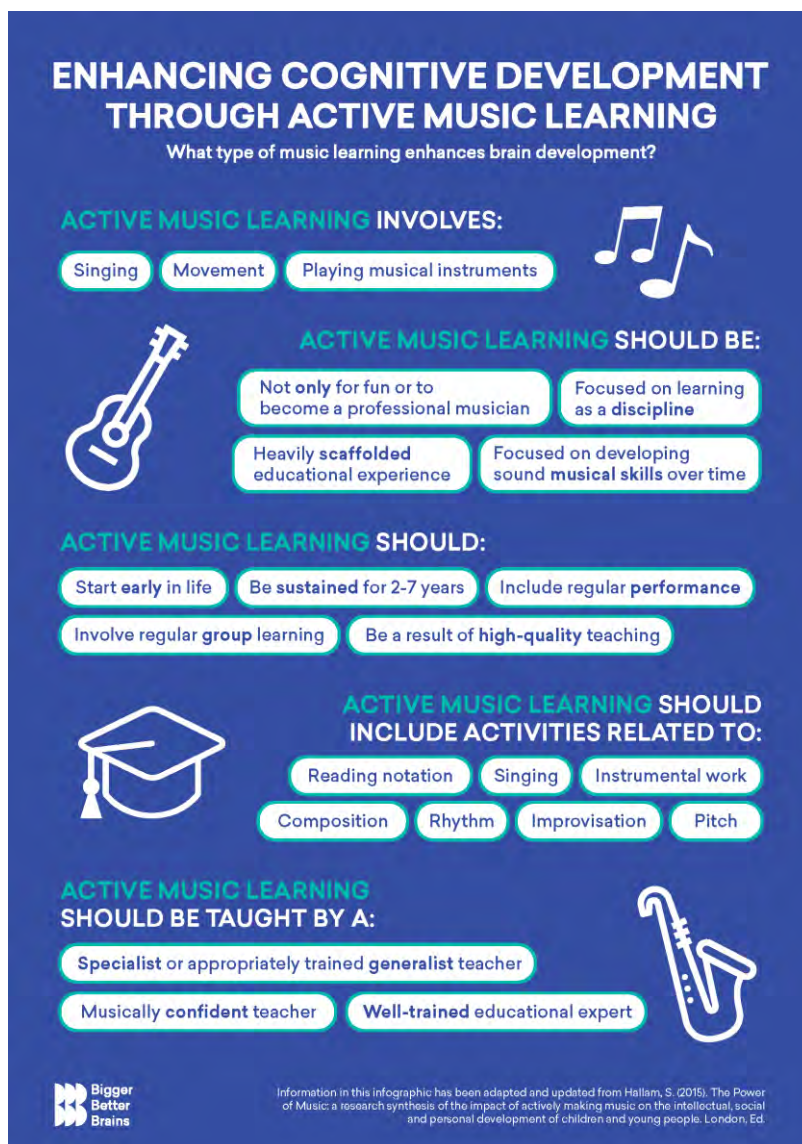 ENHANCING COGNITIVE DEVELOPMENT
THROUGH ACTIVE MUSIC LEARNING
What type of music learning enhances brain development?
ACTIVE MUSIC LEARNING INVOLVES:
Singing
Movement
Playing musical instruments
ACTIVE MUSIC LEARNING SHOULD BE:
Not only for fun or to
become a professional musician
Focused on learning
as a discipline
Heavily scaffolded
educational experience
Focused on developing
sound musical skills over time
ACTIVE MUSIC LEARNING SHOULD:
Start early in life
Be sustained for 2-7 years
Include regular performance
Involve regular group learning
Be a result of high-quality teaching
ACTIVE MUSIC LEARNING SHOULD
INCLUDE ACTIVITIES RELATED TO:
Reading notation
Singing
Instrumental work
Composition
Rhythm
Improvisation
Pitch
ACTIVE MUSIC LEARNING
SHOULD BE TAUGHT BY A:
Specialist or appropriately trained generalist teacher
Musically confident teacher
Well-trained educational expert
Bigger
Better
Brains
Information in this infographic has been adapted and updated from Hallam, S. (2015). The Power
of Music: a research synthesis of the impact of actively making music on the intellectual, social
and personal development of children and young people. London, Ed.